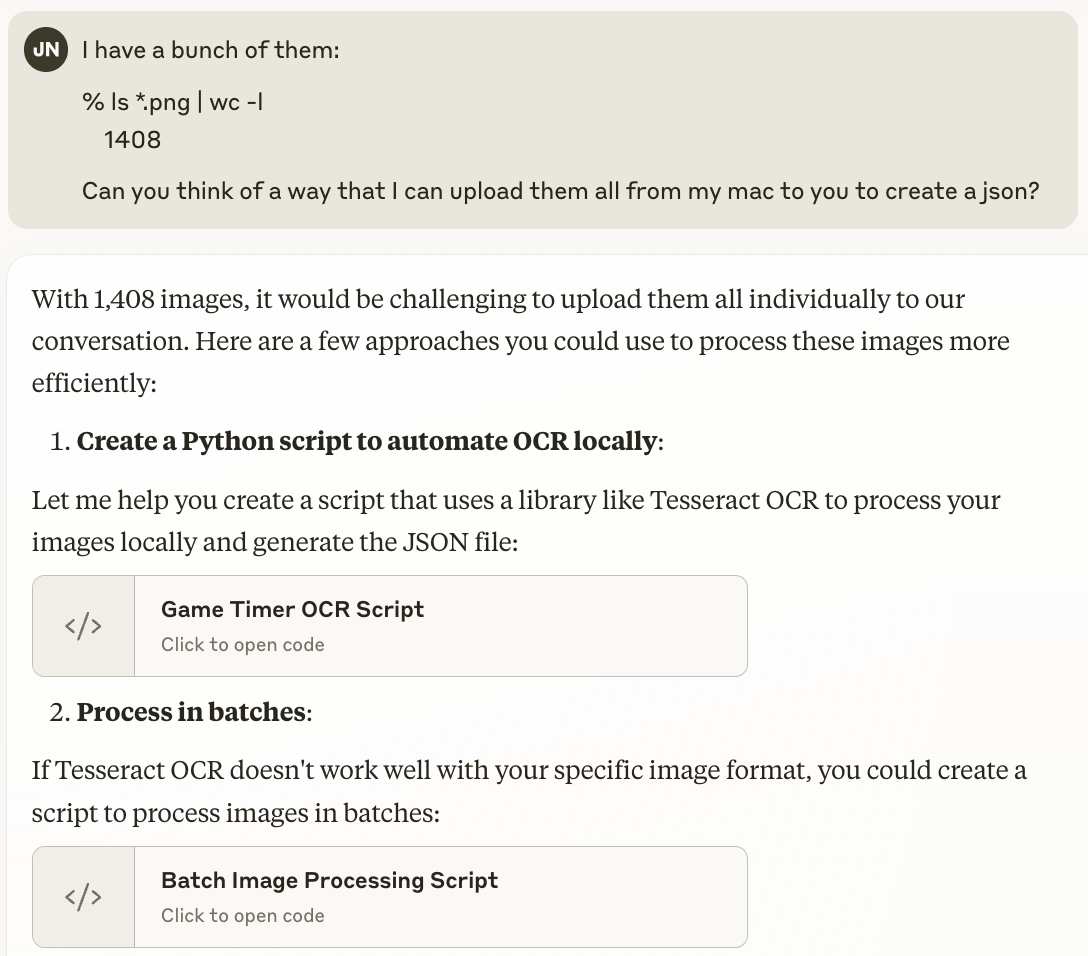 JN I have a bunch of them:
% ls *.png | wc -l
1408
Can you think of a way that I can upload them all from my mac to you to create a json?
With 1,408 images, it would be challenging to upload them all individually to our
conversation. Here are a few approaches you could use to process these images more
efficiently:
1. Create a Python script to automate OCR locally:
Let me help you create a script that uses a library like Tesseract OCR to process your
images locally and generate the JSON file:
</> Game Timer OCR Script
Click to open code
2. Process in batches:
If Tesseract OCR doesn't work well with your specific image format, you could create a
script to process images in batches:
</> Batch Image Processing Script
Click to open code